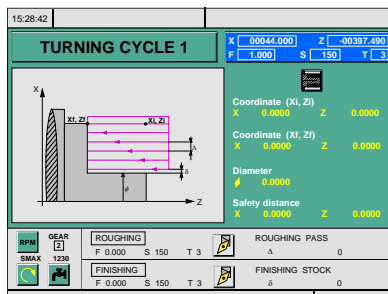 15:28:42
TURNING CYCLE 1
X 00044.000 Z -00397.490
F 1.000 S 150 T 3
X
Xf, Zf Xi, Zi
Δ
δ
ϕ
Z
Coordinate (Xi, Zi)
X 0.0000 Z 0.0000
Coordinate (Xf, Zf)
X 0.0000 Z 0.0000
Diameter
ϕ 0.0000
Safety distance
X 0.0000 Z 0.0000
RPM GEAR
2
SMAX 1230
ROUGHING ROUGHING PASS
F 0.000 S 150 T 3 Δ 0
FINISHING FINISHING STOCK
F 0.000 S 150 T 3 δ 0